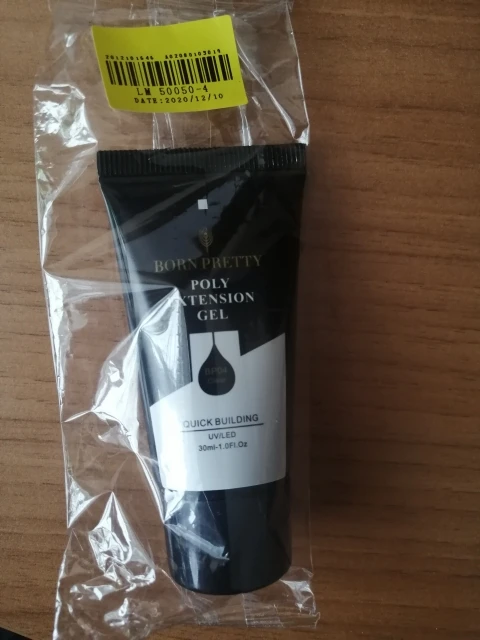 LM 50050-4
DATE:2020/12/10
BORN PRETTY
POLY
XTENSION
GEL
QUICK BUILDING
UV/LED
30ml-1.0Fl.Oz